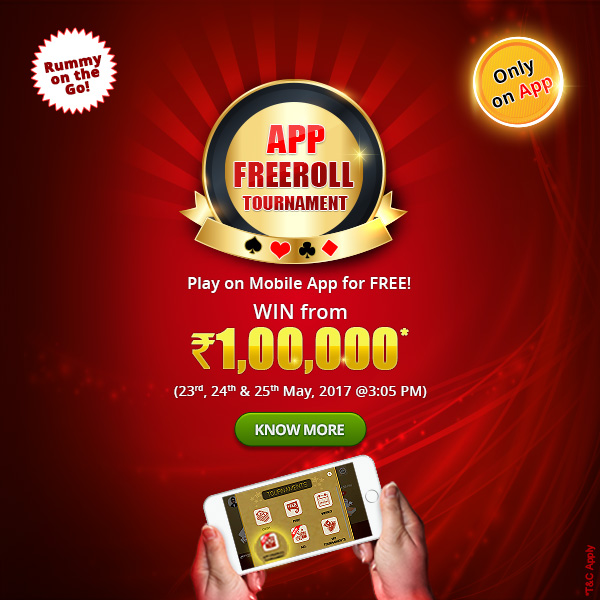 Rummy
on the
Go!
Only
on App
APP
FREEROLL
TOURNAMENT
Play on Mobile App for FREE!
WIN from
₹1,00,000*
(23rd, 24th & 25th May, 2017 @3:05 PM)
KNOW MORE
TOURNAMENTS
*T&C Apply